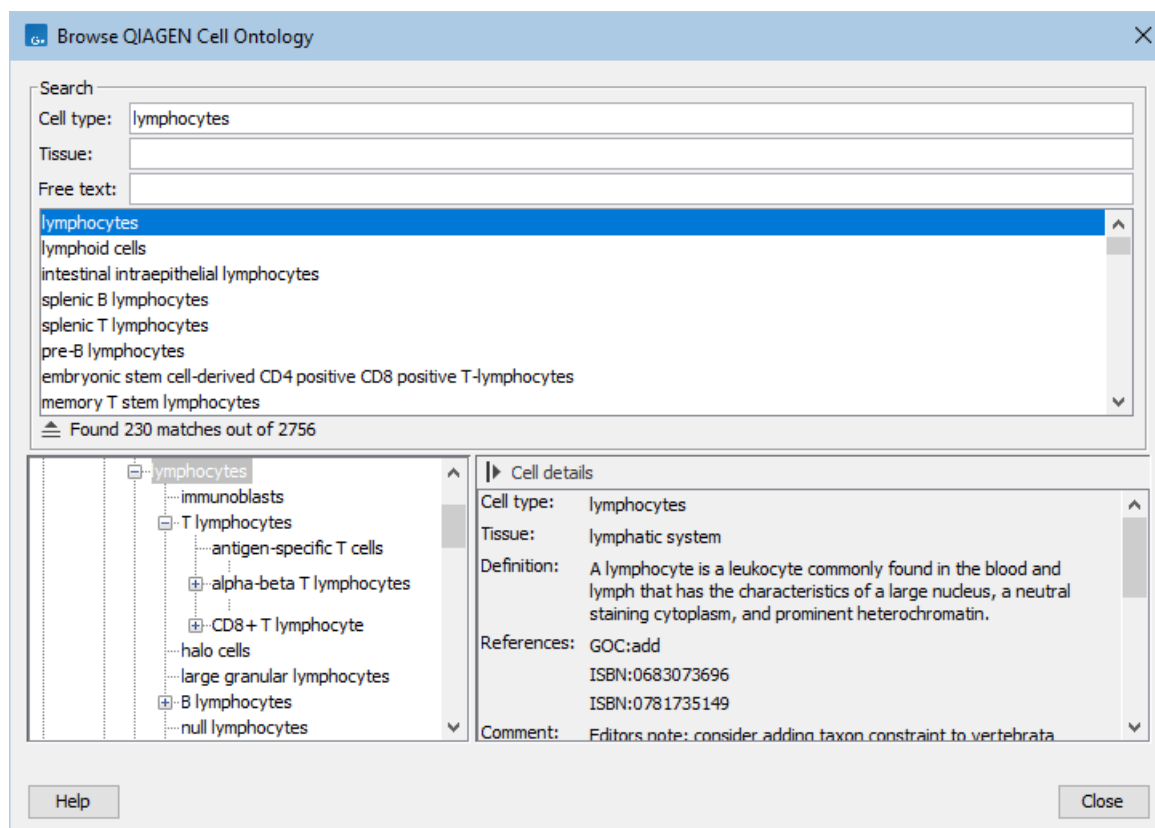 G.
Browse QIAGEN Cell Ontology
Search
Cell type: lymphocytes
Tissue:
Free text:
lymphocytes
lymphoid cells
intestinal intraepithelial lymphocytes
splenic B lymphocytes
splenic T lymphocytes
pre-B lymphocytes
embryonic stem cell-derived CD4 positive CD8 positive T-lymphocytes
memory T stem lymphocytes
Found 230 matches out of 2756
ymphocytes
immunoblasts
T lymphocytes
antigen-specific T cells
alpha-beta T lymphocytes
CD8+ T lymphocyte
halo cells
large granular lymphocytes
B lymphocytes
null lymphocytes
Cell details
Cell type: lymphocytes
Tissue: lymphatic system
Definition: A lymphocyte is a leukocyte commonly found in the blood and
lymph that has the characteristics of a large nucleus, a neutral
staining cytoplasm, and prominent heterochromatin.
References: GOC:add
ISBN:0683073696
ISBN:0781735149
Comment: Editors note: consider adding taxon constraint to vertebrata
Help
Close